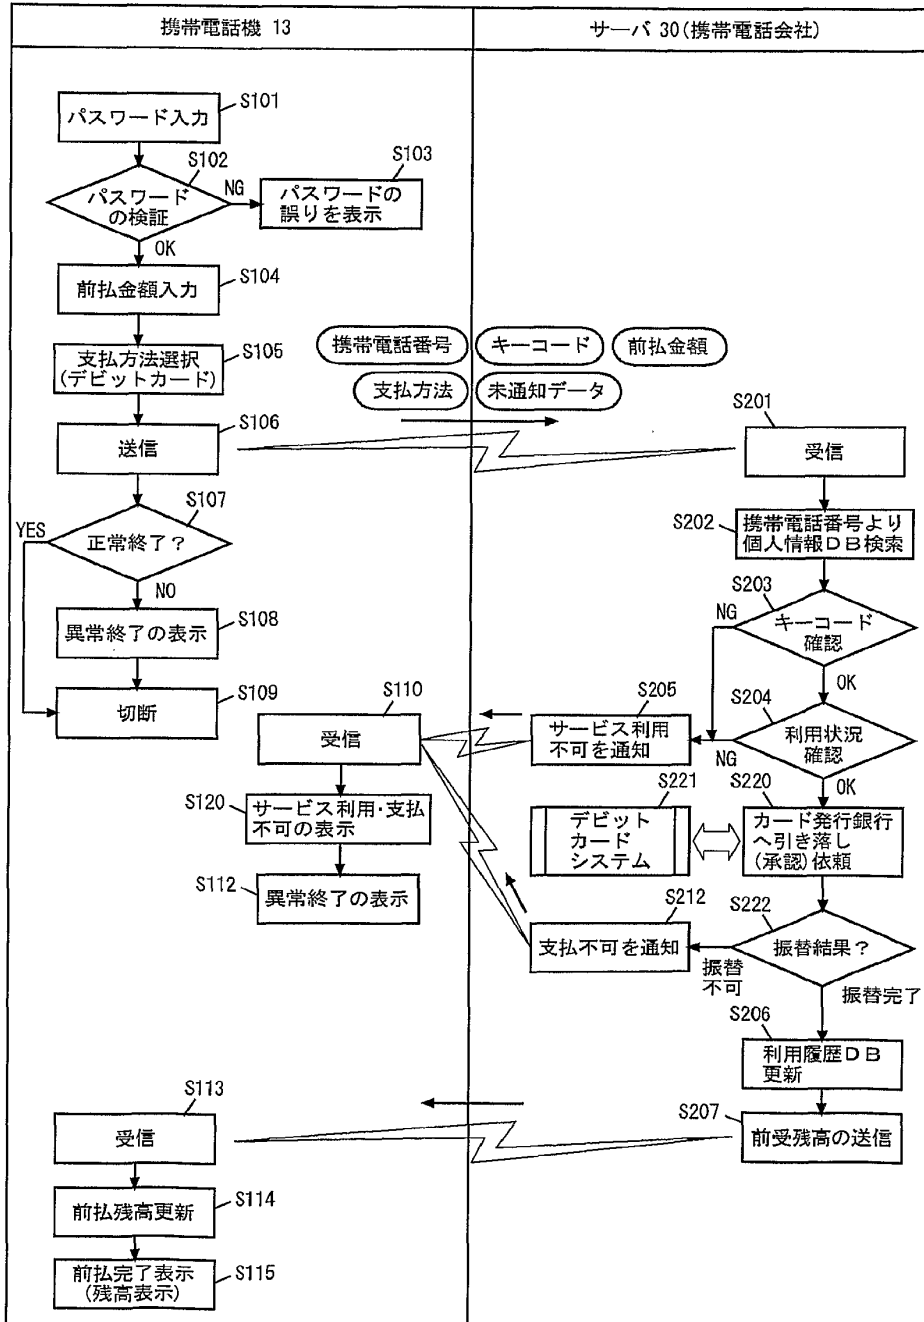 携帯電話機 13
サーバ 30(携帯電話会社)
S101
パスワード入力
S102
パスワード
の検証
NG
OK
S103
パスワードの
誤りを表示
S104
前払金額入力
S105
支払方法選択
(デビットカード)
携帯電話番号
キーコード
前払金額
支払方法
未通知データ
S106
送信
S201
受信
S107
正常終了?
YES
NO
S202
携帯電話番号より
個人情報DB検索
S203
キーコード
確認
NG
OK
S108
異常終了の表示
S109
切断
S110
受信
S205
サービス利用
不可を通知
S204
利用状況
確認
NG
OK
S120
サービス利用・支払
不可の表示
S221
デビット
カード
システム
S220
カード発行銀行
へ引き落し
(承認)依頼
S112
異常終了の表示
S212
支払不可を通知
S222
振替結果?
振替
不可
振替完了
S206
利用履歴DB
更新
S113
受信
S207
前受残高の送信
S114
前払残高更新
S115
前払完了表示
(残高表示)